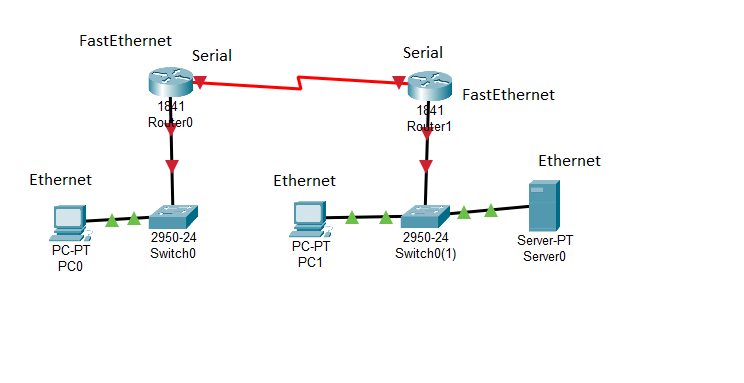 FastEthernet
Serial
Serial
1841
Router0
1841
Router1
FastEthernet
Ethernet
Ethernet
Ethernet
PC-PT
PC0
2950-24
Switch0
PC-PT
PC1
2950-24
Switch0(1)
Server-PT
Server0